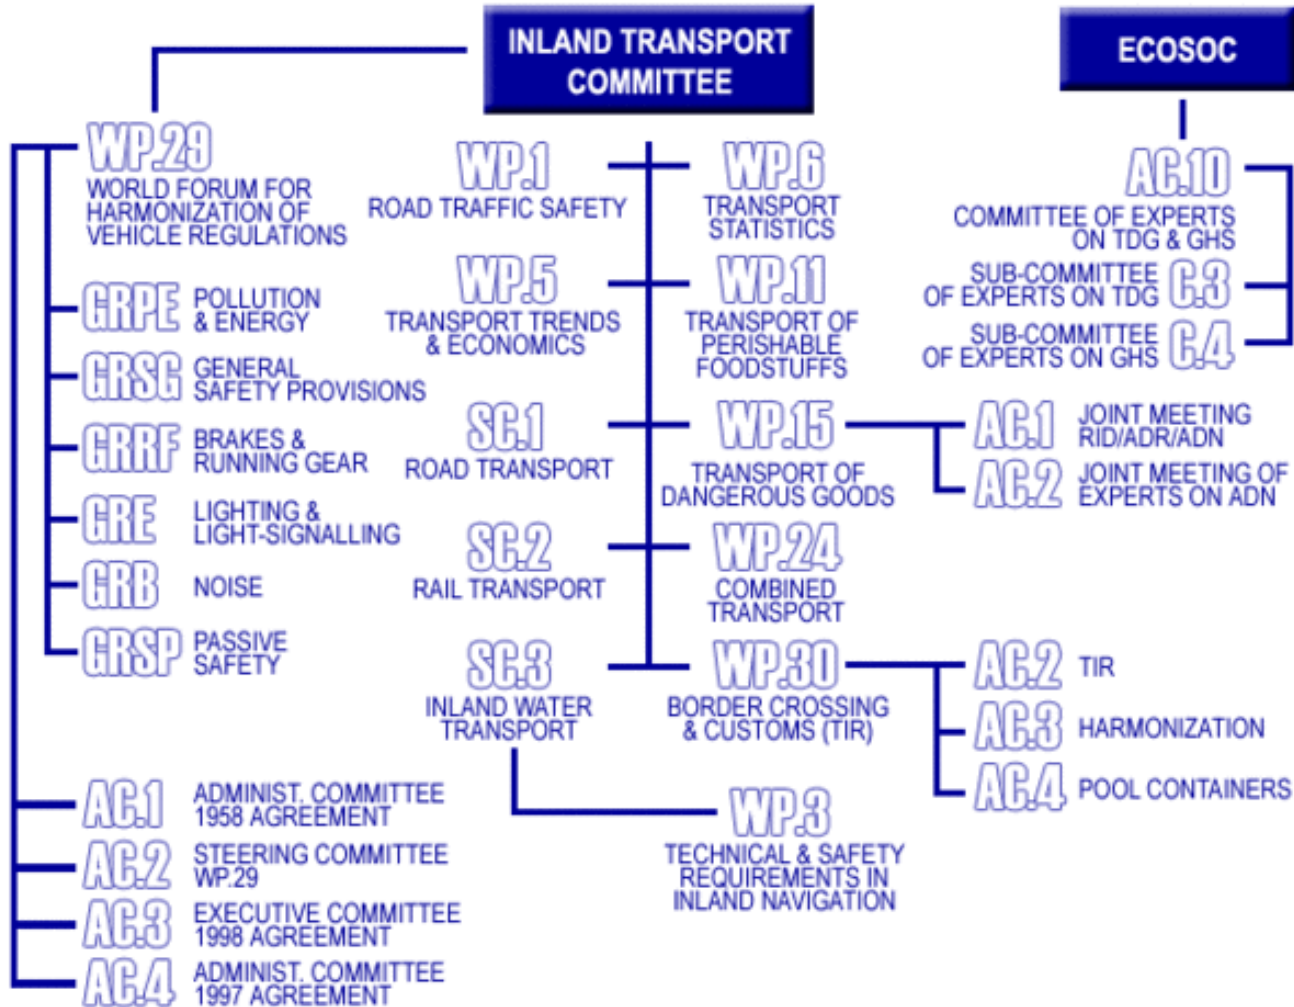 INLAND TRANSPORT
COMMITTEE
ECOSOC
WP.29
WORLD FORUM FOR
HARMONIZATION OF
VEHICLE REGULATIONS
GRPE POLLUTION
& ENERGY
GRSG GENERAL
SAFETY PROVISIONS
GRRF BRAKES &
RUNNING GEAR
GRE LIGHTING &
LIGHT-SIGNALLING
GRB NOISE
GRSP PASSIVE
SAFETY
AC.1 ADMINIST. COMMITTEE
1958 AGREEMENT
AC.2 STEERING COMMITTEE
WP.29
AC.3 EXECUTIVE COMMITTEE
1998 AGREEMENT
AC.4 ADMINIST. COMMITTEE
1997 AGREEMENT
WP.1
ROAD TRAFFIC SAFETY
WP.5
TRANSPORT TRENDS
& ECONOMICS
SC.1
ROAD TRANSPORT
SC.2
RAIL TRANSPORT
SC.3
INLAND WATER
TRANSPORT
WP.6
TRANSPORT
STATISTICS
WP.11
TRANSPORT OF
PERISHABLE
FOODSTUFFS
WP.15
TRANSPORT OF
DANGEROUS GOODS
WP.24
COMBINED
TRANSPORT
WP.30
BORDER CROSSING
& CUSTOMS (TIR)
WP.3
TECHNICAL & SAFETY
REQUIREMENTS IN
INLAND NAVIGATION
AC.10
COMMITTEE OF EXPERTS
ON TDG & GHS
SUB-COMMITTEE
OF EXPERTS ON TDG C.3
SUB-COMMITTEE
OF EXPERTS ON GHS C.4
AC.1 JOINT MEETING
RID/ADR/ADN
AC.2 JOINT MEETING OF
EXPERTS ON ADN
AC.2 TIR
AC.3 HARMONIZATION
AC.4 POOL CONTAINERS